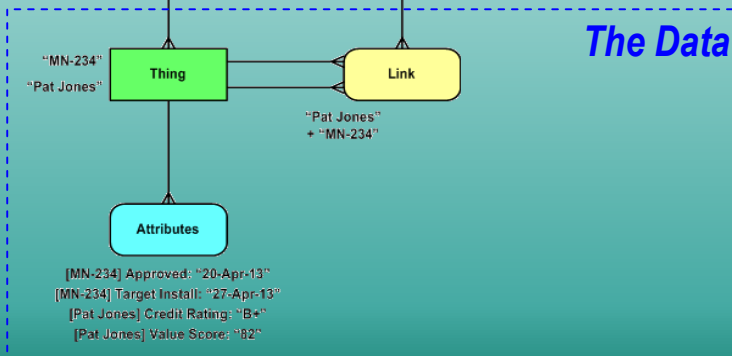 The Data
"MN-234"
"Pat Jones"
Thing
Link
"Pat Jones"
+ "MN-234"
Attributes
[MN-234] Approved: "20-Apr-13"
[MN-234] Target Install: "27-Apr-13"
[Pat Jones] Credit Rating: "B+"
[Pat Jones] Value Score: "82"